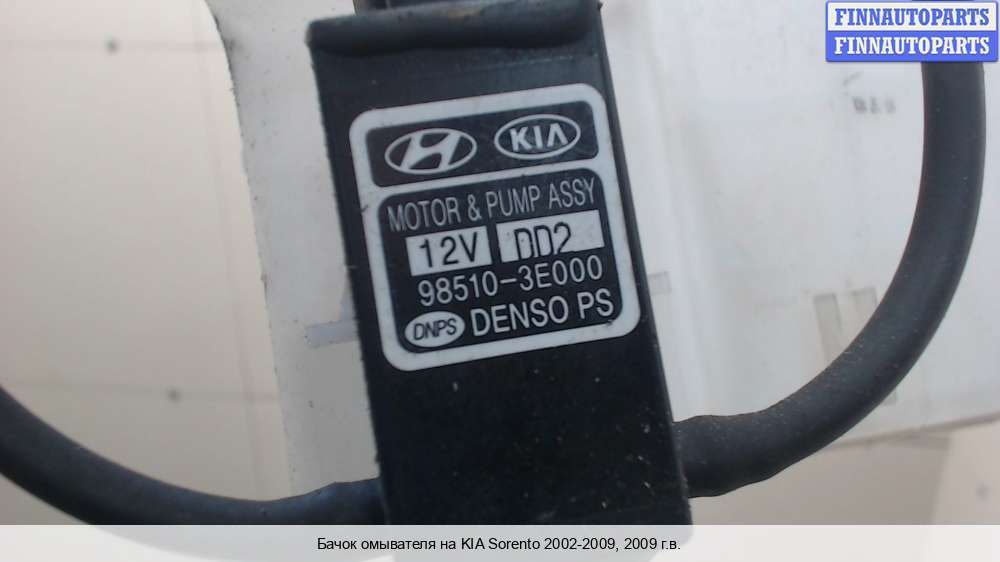 FINNAUTOPARTS
FINNAUTOPARTS
KIA
MOTOR & PUMP ASSY
12V DD2
98510-3E000
DNPS DENSO PS
Бачок омывателя на KIA Sorento 2002-2009, 2009 г.в.